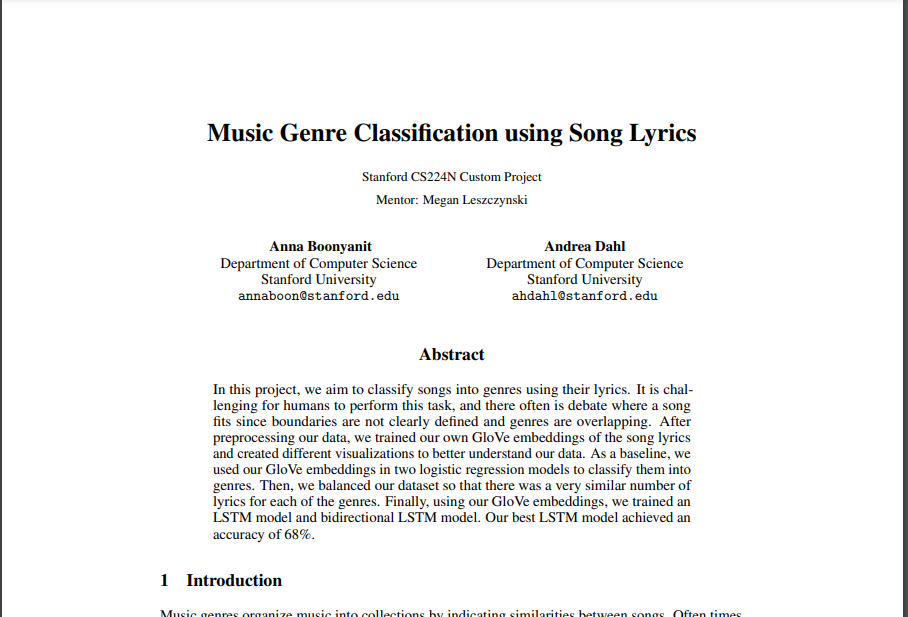 Music Genre Classification using Song Lyrics
Stanford CS224N Custom Project
Mentor: Megan Leszczynski
Anna Boonyanit
Department of Computer Science
Stanford University
annaboon@stanford.edu
Andrea Dahl
Department of Computer Science
Stanford University
ahdahl@stanford.edu
Abstract
In this project, we aim to classify songs into genres using their lyrics. It is chal-
lenging for humans to perform this task, and there often is debate where a song
fits since boundaries are not clearly defined and genres are overlapping. After
preprocessing our data, we trained our own GloVe embeddings of the song lyrics
and created different visualizations to better understand our data. As a baseline, we
used our GloVe embeddings in two logistic regression models to classify them into
genres. Then, we balanced our dataset so that there was a very similar number of
lyrics for each of the genres. Finally, using our GloVe embeddings, we trained an
LSTM model and bidirectional LSTM model. Our best LSTM model achieved an
accuracy of 68%.
1 Introduction
Music genres organize music into collections by indicating similarities between songs. Often times